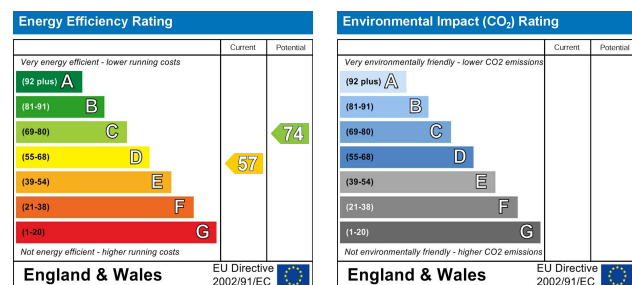 Energy Efficiency Rating
Current Potential
Very energy efficient - lower running costs
(92 plus) A
(81-91) B
(69-80) C
74
(55-68) D
57
(39-54) E
(21-38) F
(1-20) G
Not energy efficient - higher running costs
England & Wales
EU Directive
2002/91/EC
Environmental Impact (CO₂) Rating
Current Potential
Very environmentally friendly - lower CO2 emissions
(92 plus) A
(81-91) B
(69-80) C
(55-68) D
(39-54) E
(21-38) F
(1-20) G
Not environmentally friendly - higher CO2 emissions
England & Wales
EU Directive
2002/91/EC